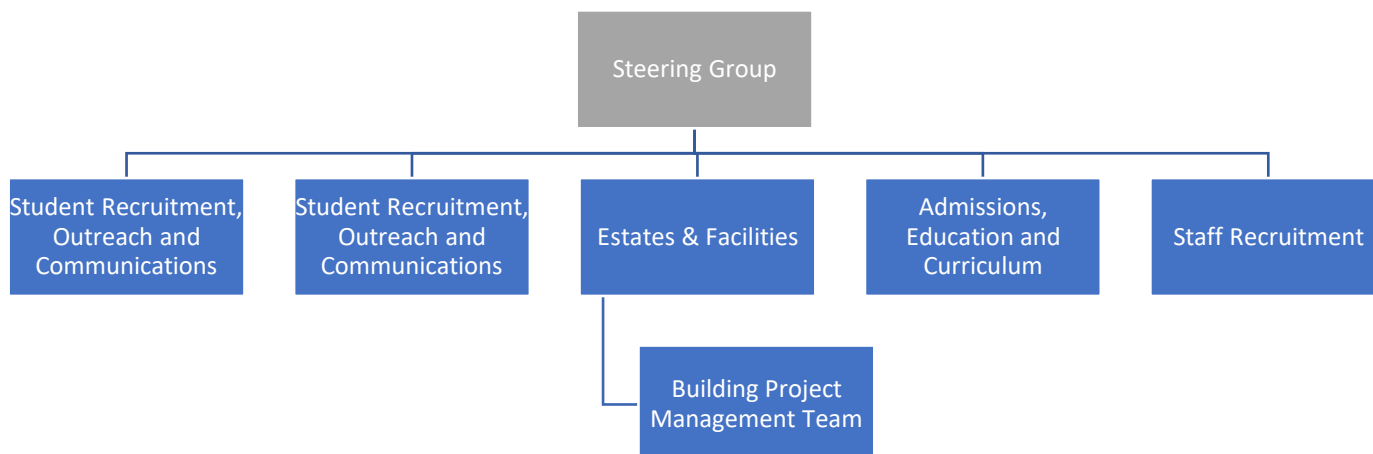 Steering Group
Student Recruitment,
Outreach and
Communications
Student Recruitment,
Outreach and
Communications
Estates & Facilities
Admissions,
Education and
Curriculum
Staff Recruitment
Building Project
Management Team